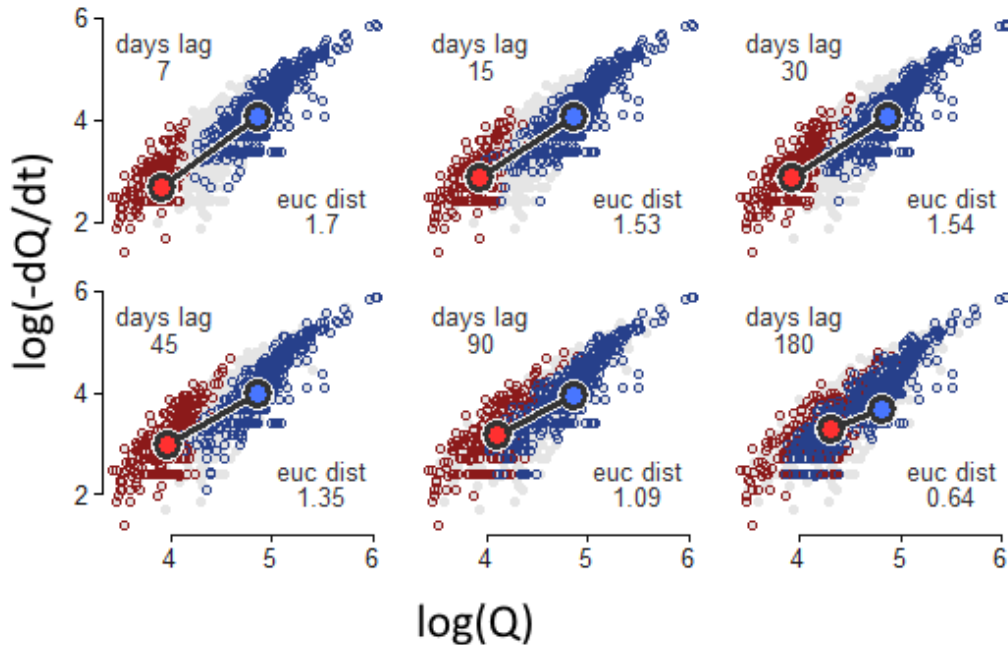 log(-dQ/dt)
6
4
2
days lag
7
euc dist
1.7
days lag
15
euc dist
1.53
days lag
30
euc dist
1.54
6
4
2
days lag
45
euc dist
1.35
days lag
90
euc dist
1.09
days lag
180
euc dist
0.64
4 5 6
4 5 6
4 5 6
log(Q)